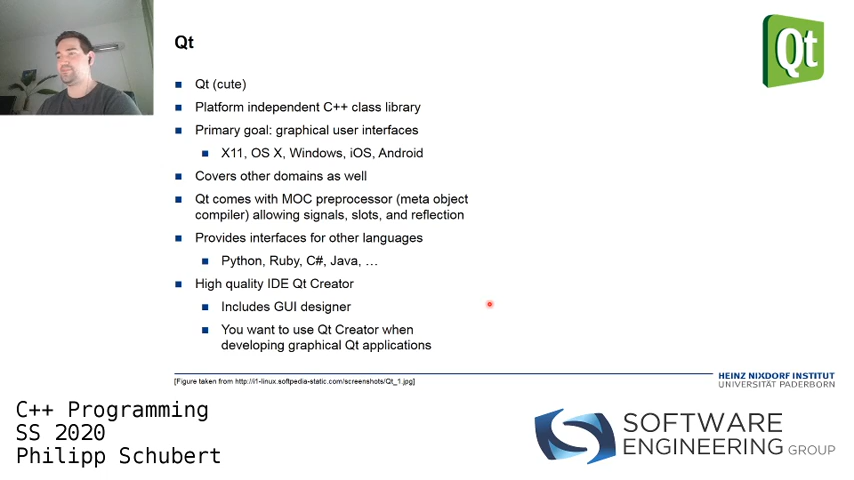 Qt
Qt
Qt (cute)
Platform independent C++ class library
Primary goal: graphical user interfaces
X11, OS X, Windows, iOS, Android
Covers other domains as well
Qt comes with MOC preprocessor (meta object
compiler) allowing signals, slots, and reflection
Provides interfaces for other languages
Python, Ruby, C#, Java, …
High quality IDE Qt Creator
Includes GUI designer
You want to use Qt Creator when
developing graphical Qt applications
[Figure taken from http://i1-linux.softpedia-static.com/screenshots/Qt_1.jpg]
HEINZ NIXDORF INSTITUT
UNIVERSITÄT PADERBORN
C++ Programming
SS 2020
Philipp Schubert
SOFTWARE
ENGINEERING GROUP